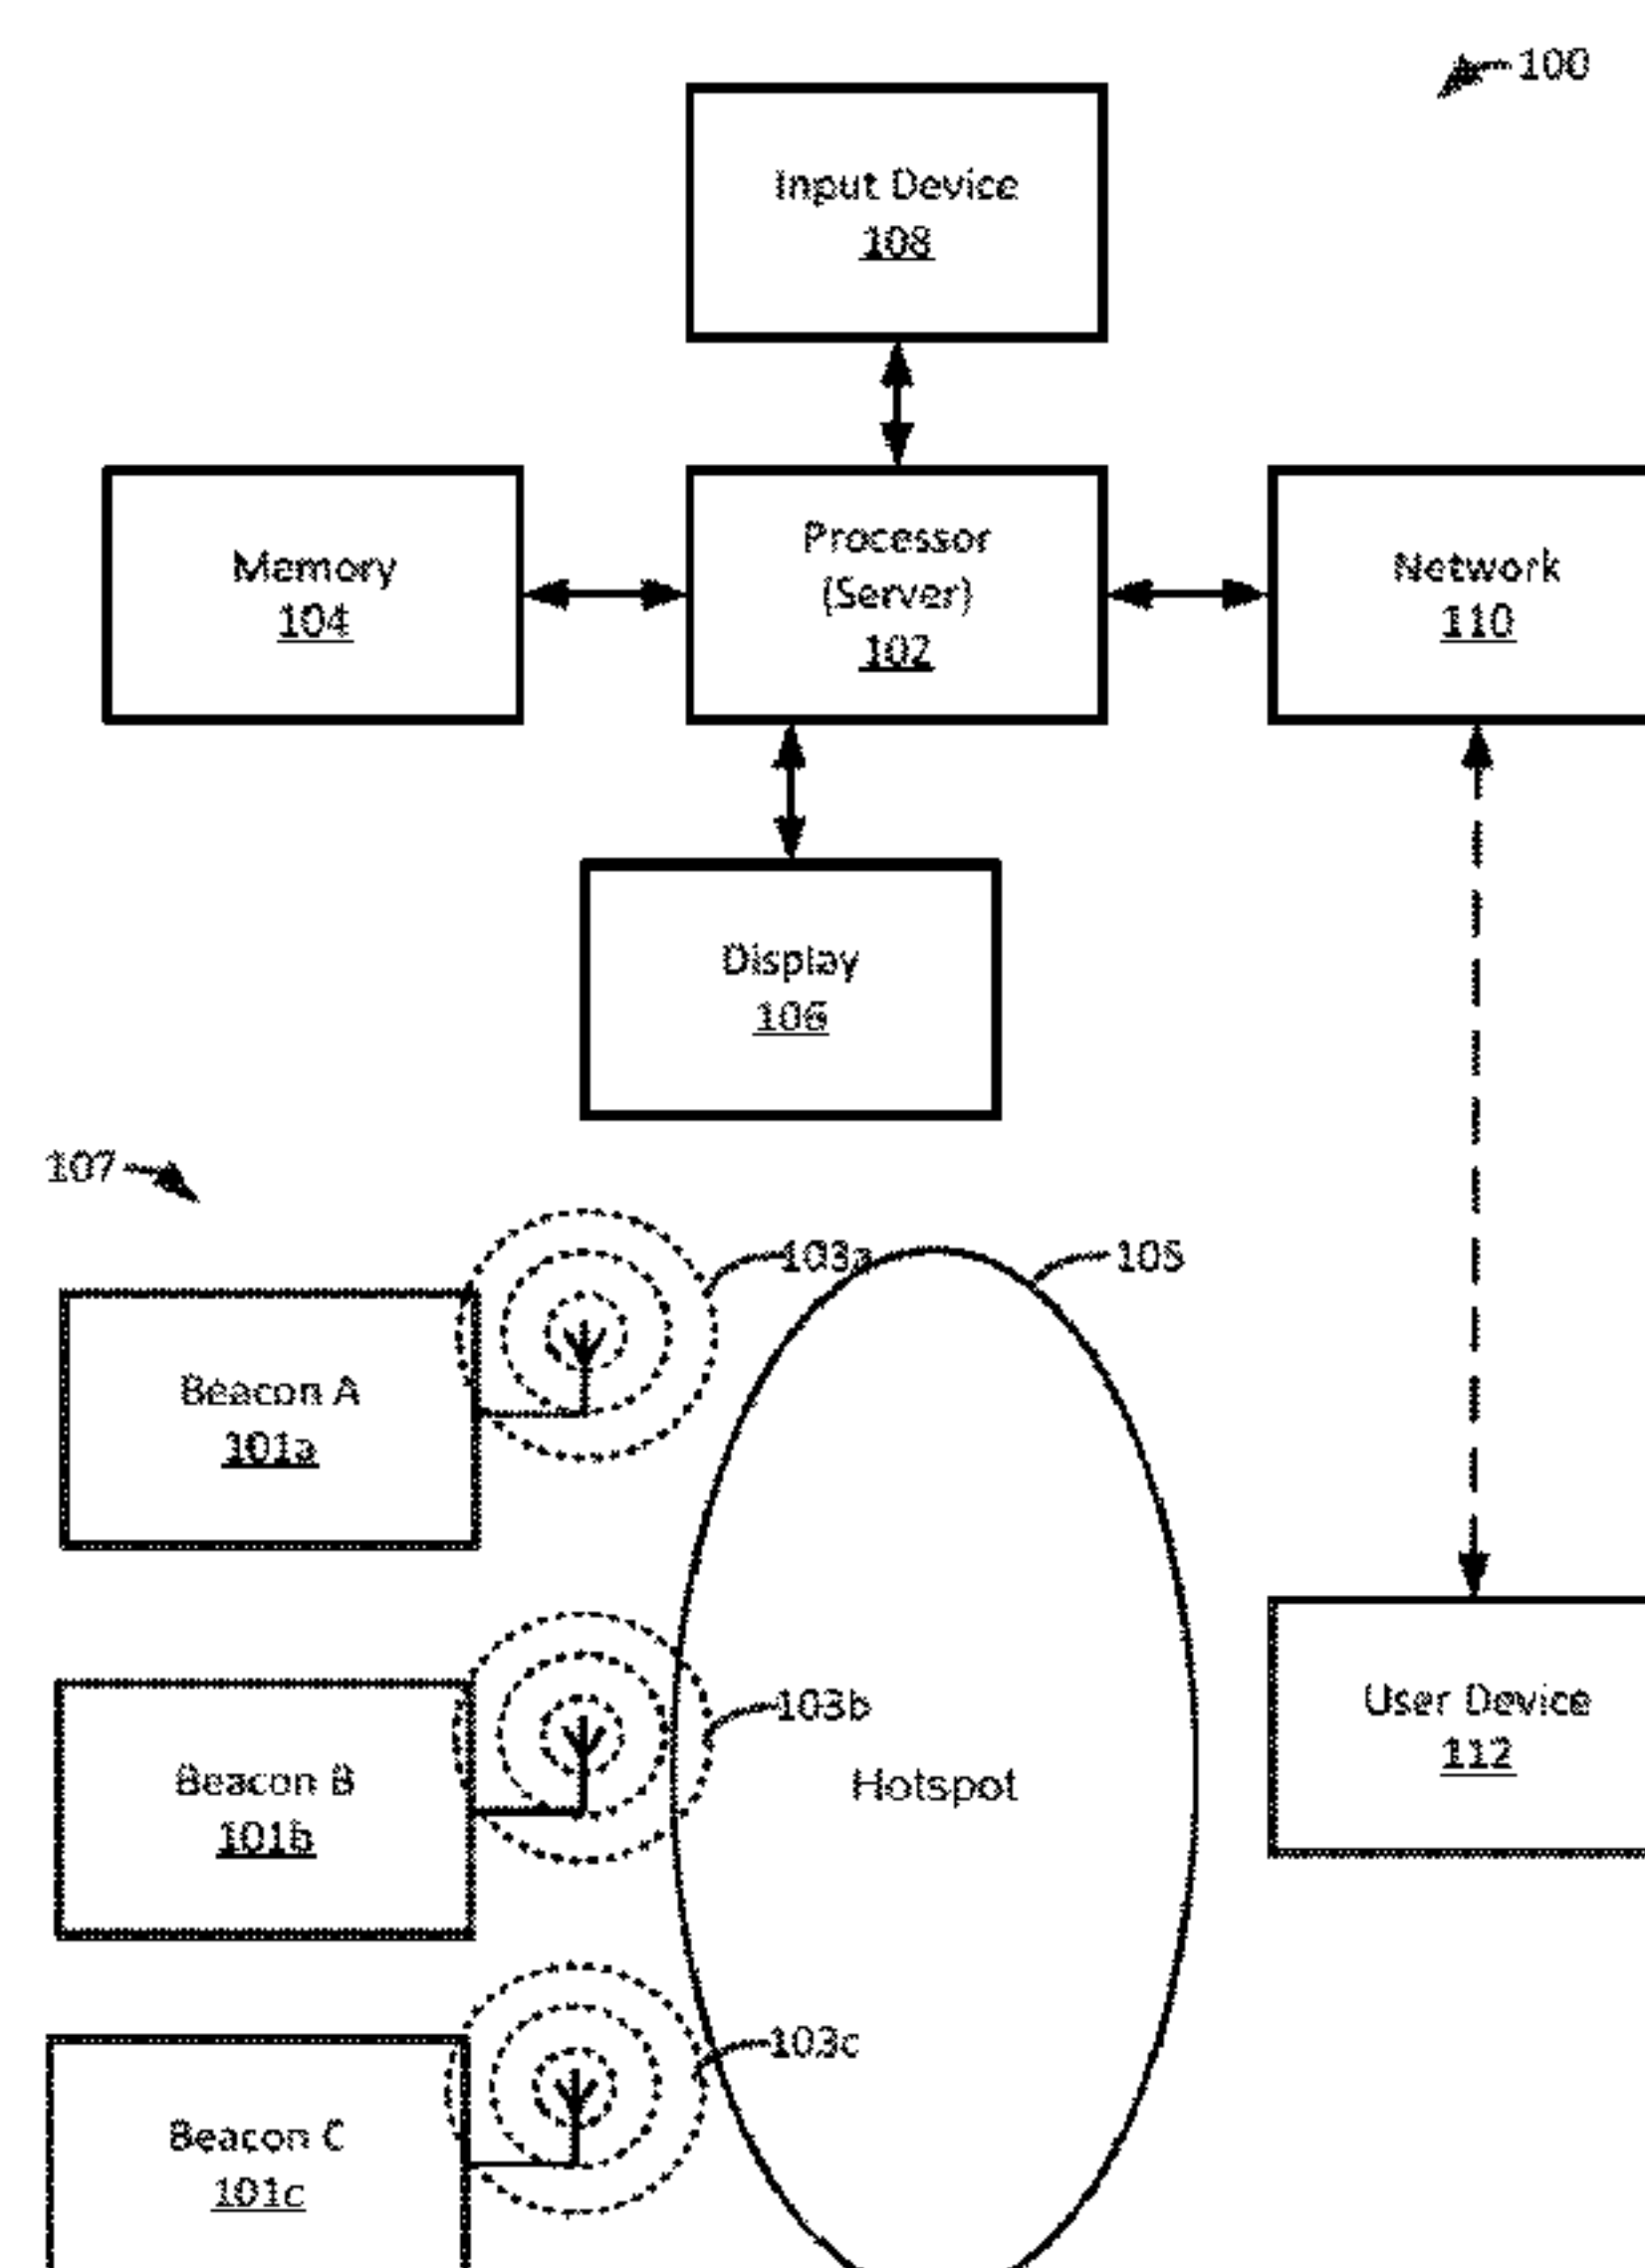 100
Input Device
108
Memory
104
Processor
(Server)
102
Network
110
Display
106
107
103a
105
Beacon A
101a
103b
User Device
112
Beacon B
101b
Hotspot
103c
Beacon C
101c